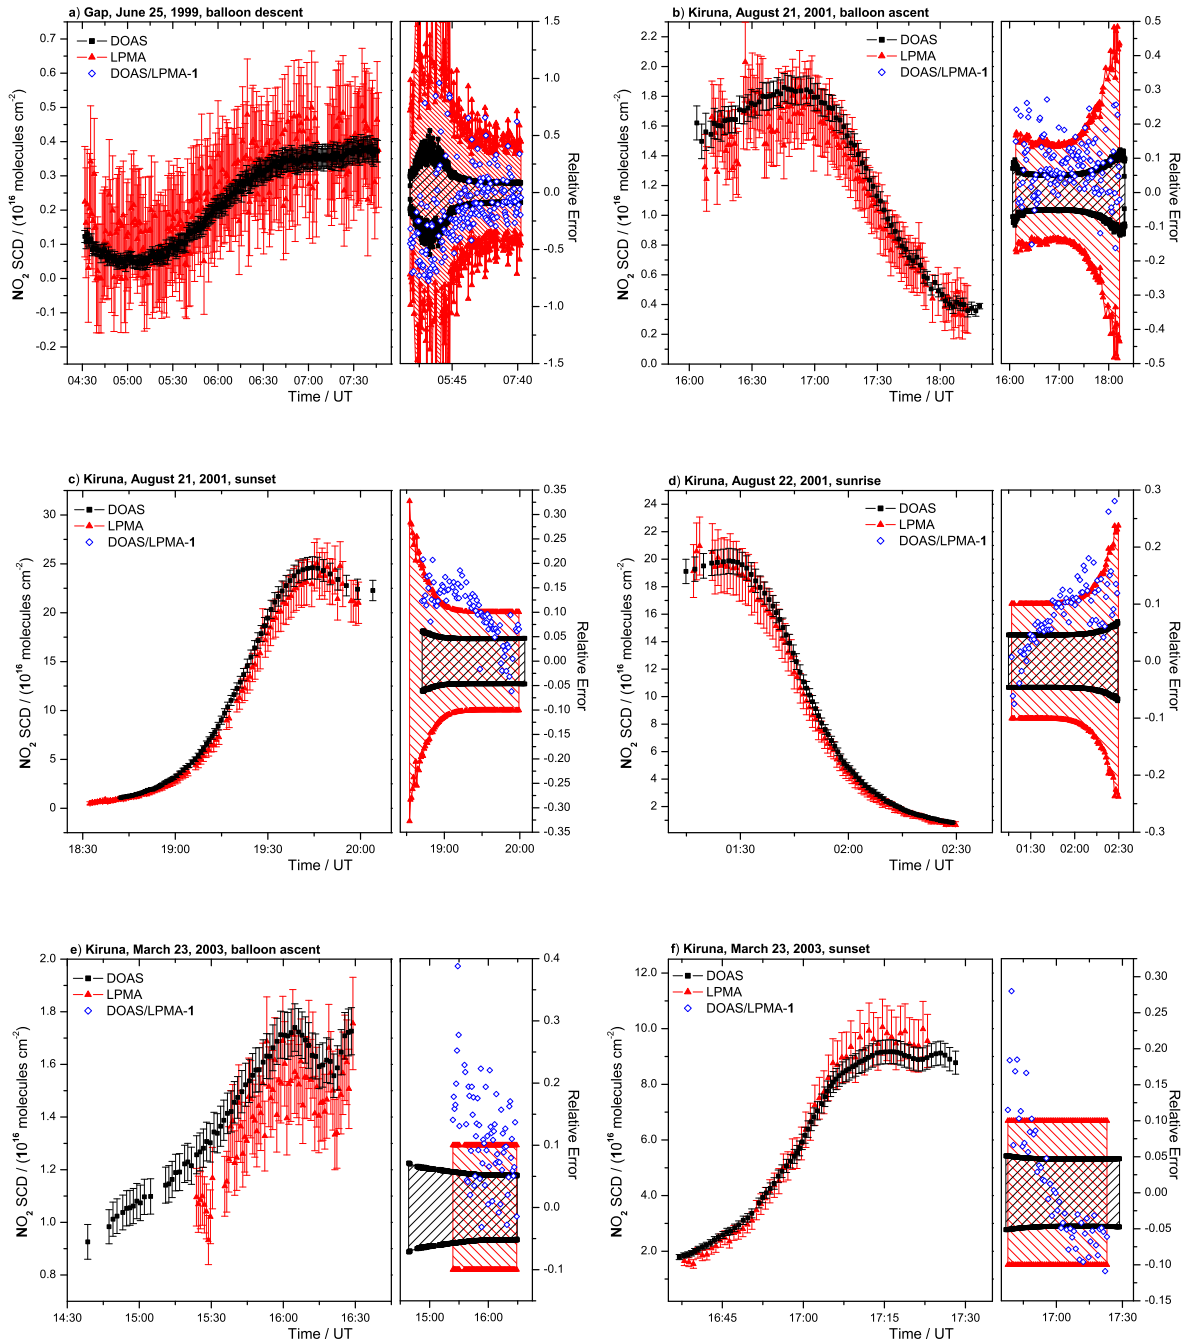 a) Gap, June 25, 1999, balloon descent
DOAS
LPMA
DOAS/LPMA-1
NO2 SCD / (10^16 molecules cm^-2)
0.7
0.6
0.5
0.4
0.3
0.2
0.1
0.0
-0.1
-0.2
04:30 05:00 05:30 06:00 06:30 07:00 07:30
Time / UT
1.5
1.0
0.5
0.0
-0.5
-1.0
-1.5
Relative Error
05:45 07:40
b) Kiruna, August 21, 2001, balloon ascent
DOAS
LPMA
DOAS/LPMA-1
NO2 SCD / (10^16 molecules cm^-2)
2.2
2.0
1.8
1.6
1.4
1.2
1.0
0.8
0.6
0.4
0.2
0.0
16:00 16:30 17:00 17:30 18:00
Time / UT
0.5
0.4
0.3
0.2
0.1
0.0
-0.1
-0.2
-0.3
-0.4
-0.5
Relative Error
16:00 17:00 18:00
c) Kiruna, August 21, 2001, sunset
DOAS
LPMA
DOAS/LPMA-1
NO2 SCD / (10^16 molecules cm^-2)
30
25
20
15
10
5
0
18:30 19:00 19:30 20:00
Time / UT
0.35
0.30
0.25
0.20
0.15
0.10
0.05
0.00
-0.05
-0.10
-0.15
-0.20
-0.25
-0.30
-0.35
Relative Error
19:00 20:00
d) Kiruna, August 22, 2001, sunrise
DOAS
LPMA
DOAS/LPMA-1
NO2 SCD / (10^16 molecules cm^-2)
24
22
20
18
16
14
12
10
8
6
4
2
01:30 02:00 02:30
Time / UT
0.3
0.2
0.1
0.0
-0.1
-0.2
-0.3
Relative Error
01:30 02:00 02:30
e) Kiruna, March 23, 2003, balloon ascent
DOAS
LPMA
DOAS/LPMA-1
NO2 SCD / (10^16 molecules cm^-2)
2.0
1.8
1.6
1.4
1.2
1.0
0.8
14:30 15:00 15:30 16:00 16:30
Time / UT
0.4
0.3
0.2
0.1
0.0
-0.1
Relative Error
15:00 16:00
f) Kiruna, March 23, 2003, sunset
DOAS
LPMA
DOAS/LPMA-1
NO2 SCD / (10^16 molecules cm^-2)
12.0
10.0
8.0
6.0
4.0
2.0
16:45 17:00 17:15 17:30
Time / UT
0.30
0.25
0.20
0.15
0.10
0.05
0.00
-0.05
-0.10
-0.15
Relative Error
17:00 17:30